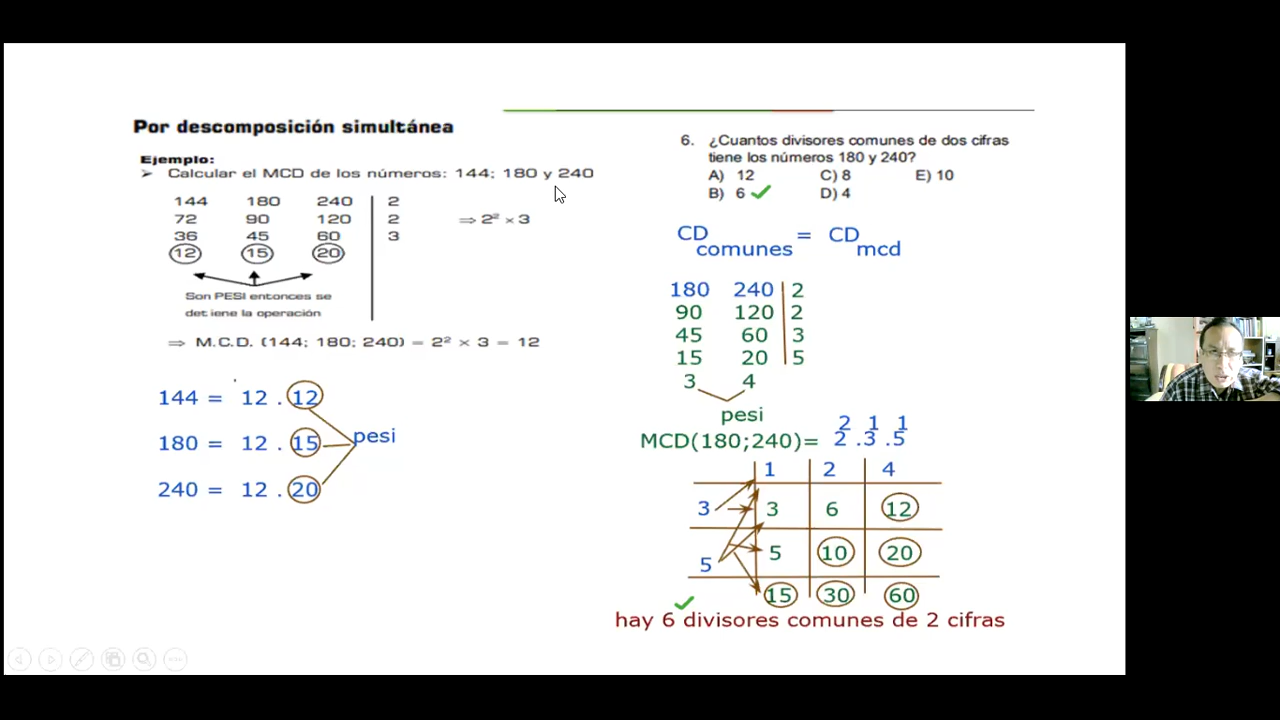 Por descomposición simultánea
Ejemplo:
➢ Calcular el MCD de los números: 144; 180 y 240
144 180 240 | 2
72 90 120 | 2 ⇒ 2² × 3
36 45 60 | 3
12 15 20
Son PESI entonces se
det iene la operación
⇒ M.C.D. (144; 180; 240) = 2² × 3 = 12
144 = 12 . 12
180 = 12 . 15
240 = 12 . 20
pesi
6. ¿Cuantos divisores comunes de dos cifras
tiene los números 180 y 240?
A) 12 C) 8 E) 10
B) 6 ✓ D) 4
CD comunes = CD mcd
180 240 | 2
90 120 | 2
45 60 | 3
15 20 | 5
3 4
pesi
MCD(180;240)= 2² .3¹ .5¹
1 2 4
3 3 6 12
5 5 10 20
15 30 60
✓
hay 6 divisores comunes de 2 cifras